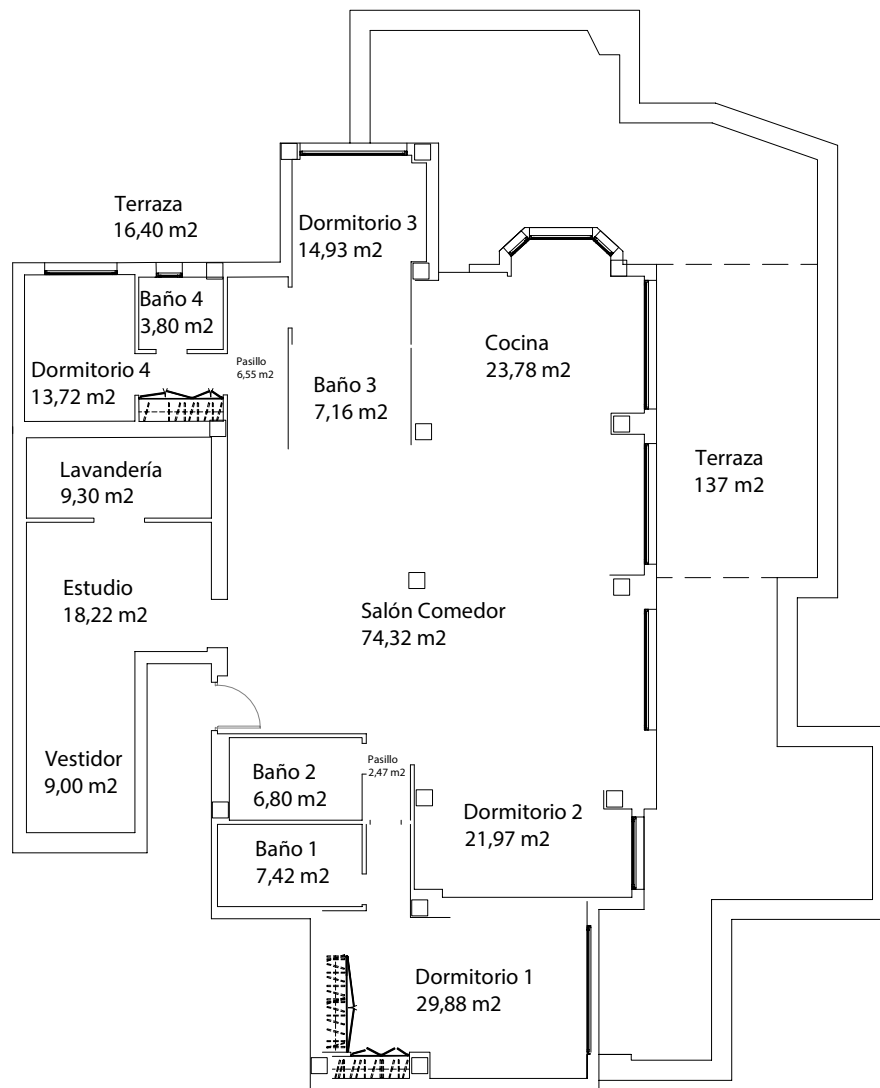 Terraza
16,40 m2
Dormitorio 3
14,93 m2
Baño 4
3,80 m2
Dormitorio 4
13,72 m2
Pasillo
6,55 m2
Baño 3
7,16 m2
Cocina
23,78 m2
Terraza
137 m2
Lavandería
9,30 m2
Estudio
18,22 m2
Salón Comedor
74,32 m2
Vestidor
9,00 m2
Baño 2
6,80 m2
Pasillo
2,47 m2
Dormitorio 2
21,97 m2
Baño 1
7,42 m2
Dormitorio 1
29,88 m2